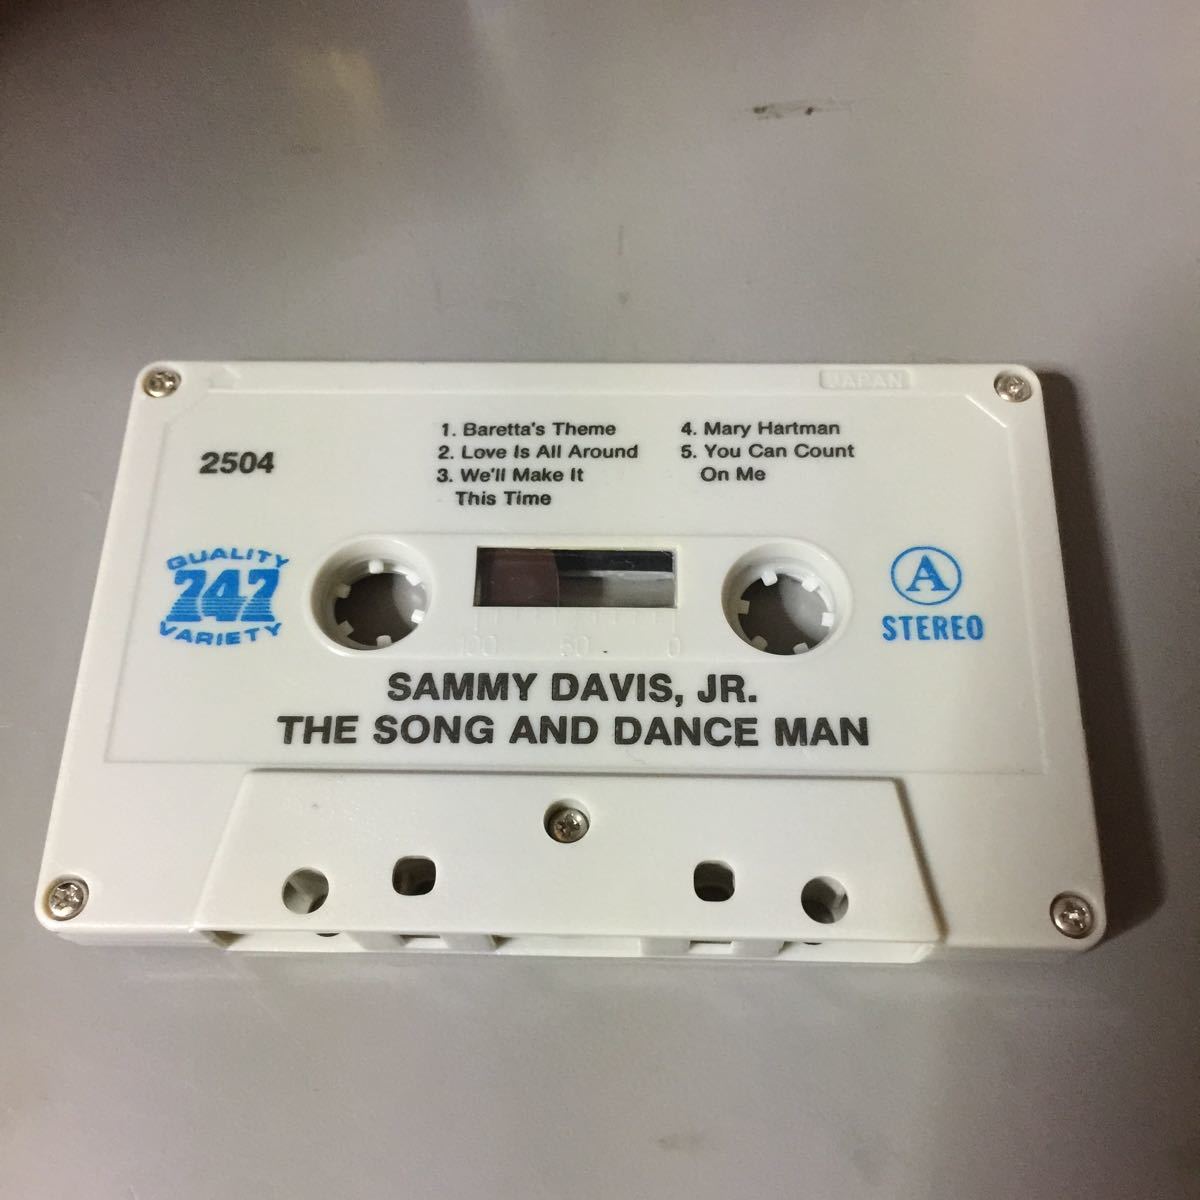 JAPAN
2504
1. Baretta's Theme
2. Love Is All Around
3. We'll Make It
This Time
4. Mary Hartman
5. You Can Count
On Me
QUALITY
747
VARIETY
A
STEREO
100 50 0
SAMMY DAVIS, JR.
THE SONG AND DANCE MAN